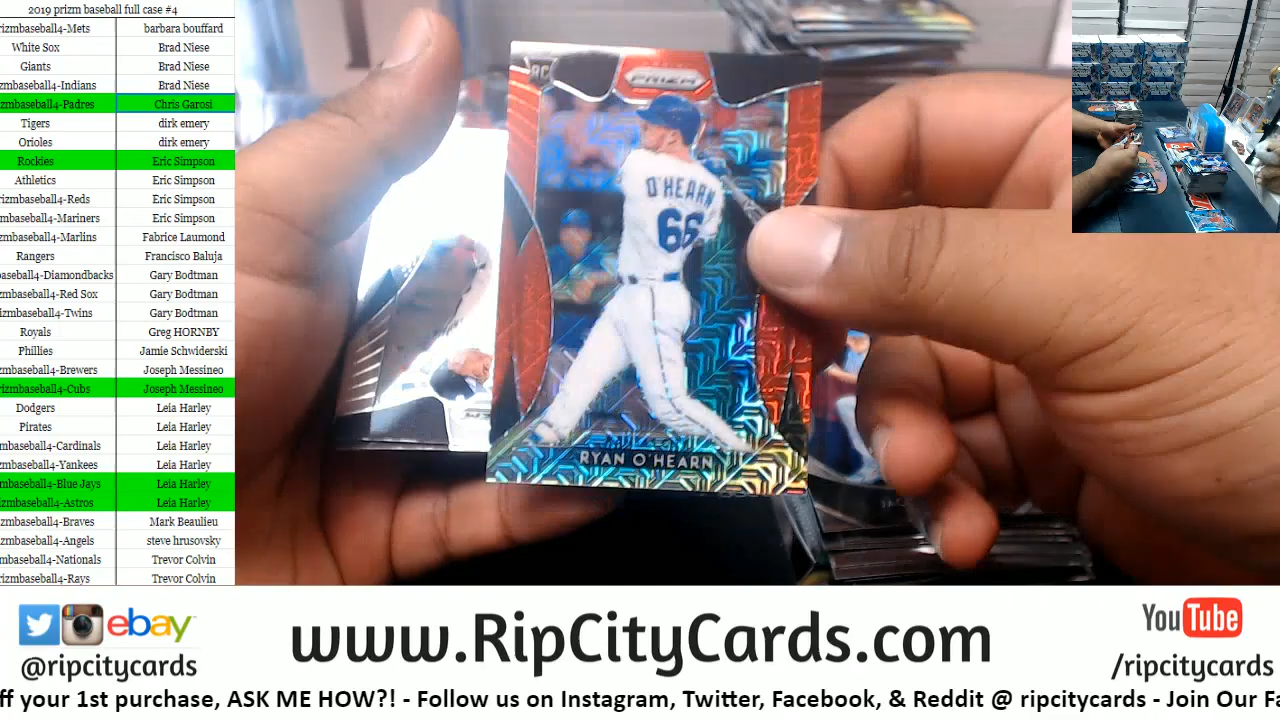 2019 prizm baseball full case #4
rizmbaseball4-Mets barbara bouffard
White Sox Brad Niese
Giants Brad Niese
zmbaseball4-Indians Brad Niese
zmbaseball4-Padres Chris Garosi
Tigers dirk emery
Orioles dirk emery
Rockies Eric Simpson
Athletics Eric Simpson
rizmbaseball4-Reds Eric Simpson
mbaseball4-Mariners Eric Simpson
zmbaseball4-Marlins Fabrice Laumond
Rangers Francisco Baluja
baseball4-Diamondbacks Gary Bodtman
mbaseball4-Red Sox Gary Bodtman
zmbaseball4-Twins Gary Bodtman
Royals Greg HORNBY
Phillies Jamie Schwiderski
mbaseball4-Brewers Joseph Messineo
rizmbaseball4-Cubs Joseph Messineo
Dodgers Leia Harley
Pirates Leia Harley
mbaseball4-Cardinals Leia Harley
mbaseball4-Yankees Leia Harley
mbaseball4-Blue Jays Leia Harley
zmbaseball4-Astros Leia Harley
zmbaseball4-Braves Mark Beaulieu
zmbaseball4-Angels steve hrusovsky
mbaseball4-Nationals Trevor Colvin
rizmbaseball4-Rays Trevor Colvin
RC
PRIZM
O'HEARN
66
RYAN O'HEARN
ebay
@ripcitycards
www.RipCityCards.com
YouTube
/ripcitycards
ff your 1st purchase, ASK ME HOW?! - Follow us on Instagram, Twitter, Facebook, & Reddit @ ripcitycards - Join Our Fa